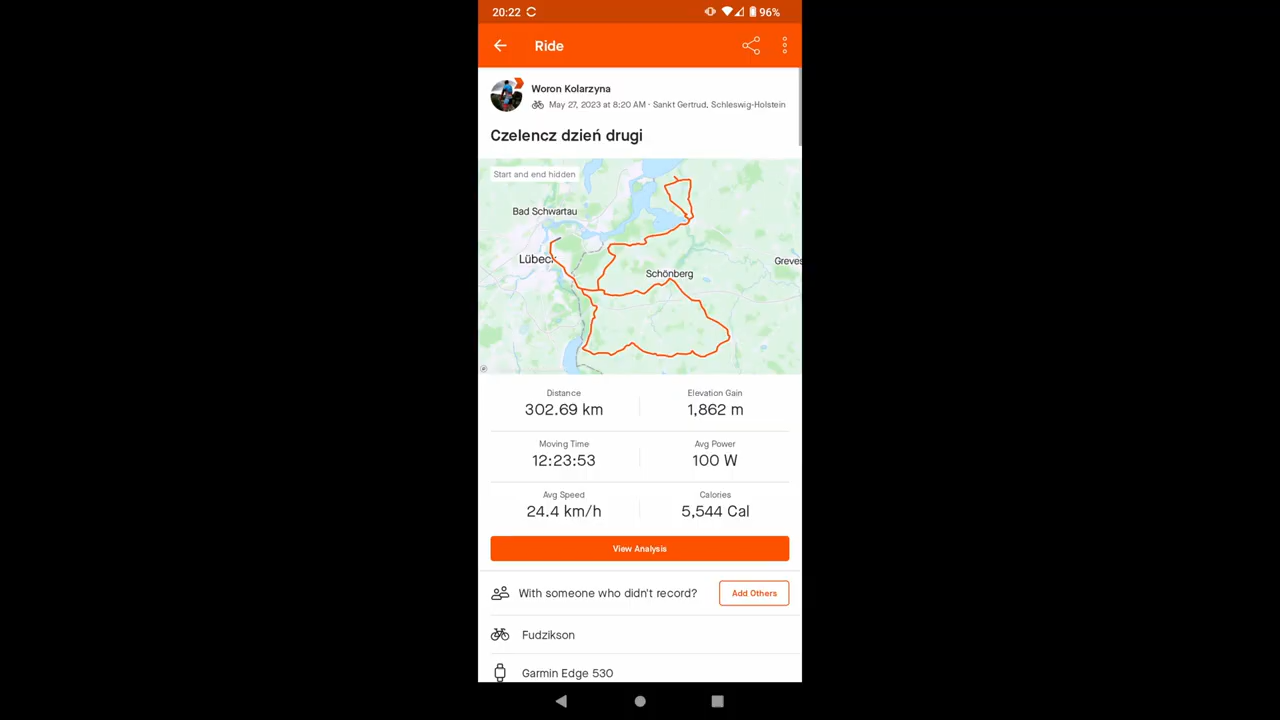 20:22
96%
Ride
Woron Kolarzyna
May 27, 2023 at 8:20 AM · Sankt Gertrud, Schleswig-Holstein
Czelencz dzień drugi
Start and end hidden
Bad Schwartau
Lübeck
Schönberg
Greves
Distance
302.69 km
Elevation Gain
1,862 m
Moving Time
12:23:53
Avg Power
100 W
Avg Speed
24.4 km/h
Calories
5,544 Cal
View Analysis
With someone who didn't record?
Add Others
Fudzikson
Garmin Edge 530